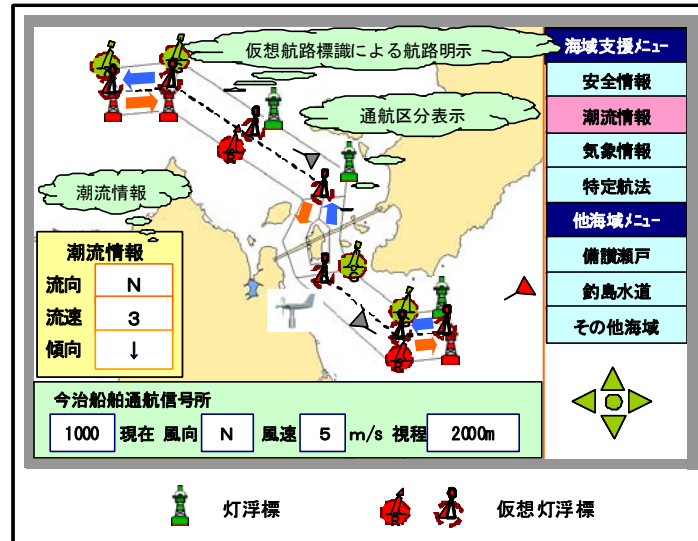 仮想航路標識による航路明示
通航区分表示
潮流情報
潮流情報
流向 N
流速 3
傾向 ↓
今治船舶通航信号所
1000 現在 風向 N 風速 5 m/s 視程 2000m
海域支援メニュー
安全情報
潮流情報
気象情報
特定航法
他海域メニュー
備讃瀬戸
釣島水道
その他海域
灯浮標
仮想灯浮標